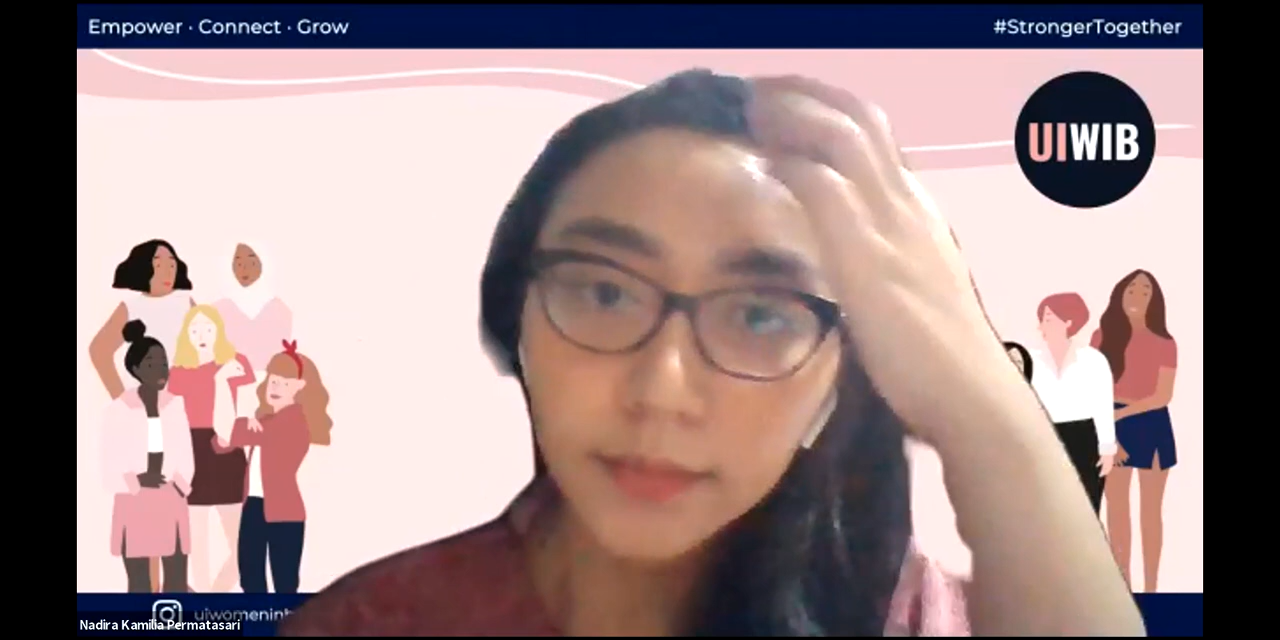 Empower · Connect · Grow
#StrongerTogether
UIWIB
Nadira Kamilia Permatasari